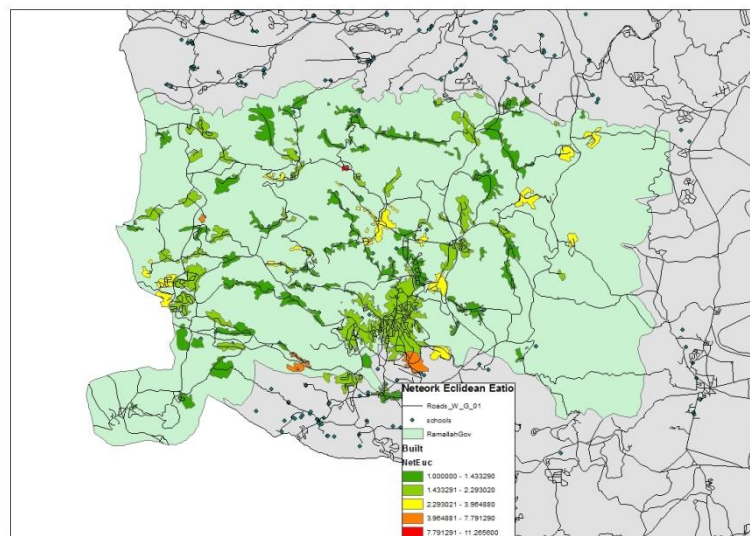 Neteork Eclidean Eatio
Roads_W_G_01
schools
RamallahGov
Built
NetEuc
1.000000 - 1.433290
1.433291 - 2.293020
2.293021 - 3.964880
3.964881 - 7.791290
7.791291 - 11.265600